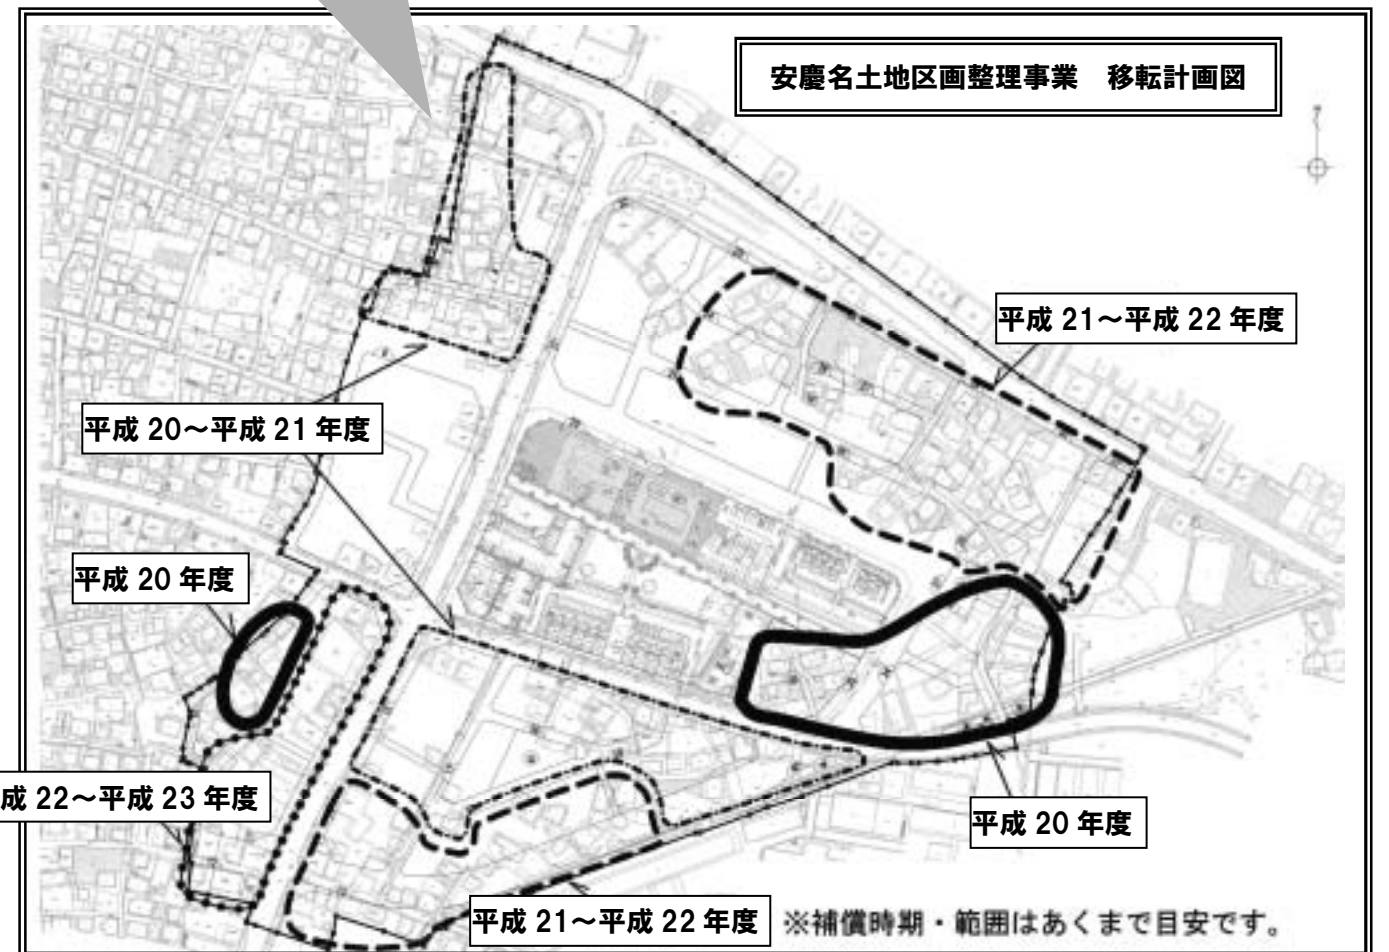 安慶名土地区画整理事業　移転計画図
平成 21～平成 22 年度
平成 20～平成 21 年度
平成 20 年度
成 22～平成 23 年度
平成 20 年度
平成 21～平成 22 年度
※補償時期・範囲はあくまで目安です。